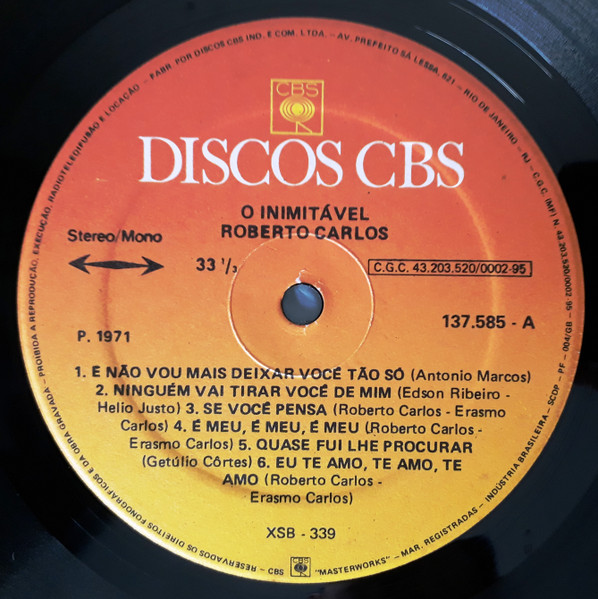 CBS
DISCOS CBS
O INIMITÁVEL
ROBERTO CARLOS
Stereo/Mono
33 1/3
C.G.C. 43.203.520/0002-95
P. 1971
137.585 - A
1. E NÃO VOU MAIS DEIXAR VOCÊ TÃO SÓ (Antonio Marcos)
2. NINGUÉM VAI TIRAR VOCÊ DE MIM (Edson Ribeiro -
Helio Justo) 3. SE VOCÊ PENSA (Roberto Carlos - Erasmo
Carlos) 4. É MEU, É MEU, É MEU (Roberto Carlos -
Erasmo Carlos) 5. QUASE FUI LHE PROCURAR
(Getúlio Côrtes) 6. EU TE AMO, TE AMO, TE
AMO (Roberto Carlos -
Erasmo Carlos)
XSB - 339
PROIBIDA A REPRODUÇÃO, EXECUÇÃO, RADIOTELEDIFUSÃO E LOCAÇÃO — FABR. POR DISCOS CBS IND. E COM. LTDA. — AV. PREFEITO SÁ LESSA, 621 — RIO DE JANEIRO — RJ - C.G.C. (MF) N. 43.203.520/0002-95 — SCDP — PF — 004/GB — INDÚSTRIA BRASILEIRA —
RESERVADOS OS DIREITOS FONOGRÁFICOS E DA OBRA GRAVADA — CBS CBS "MASTERWORKS" — MAR. REGISTRADAS —